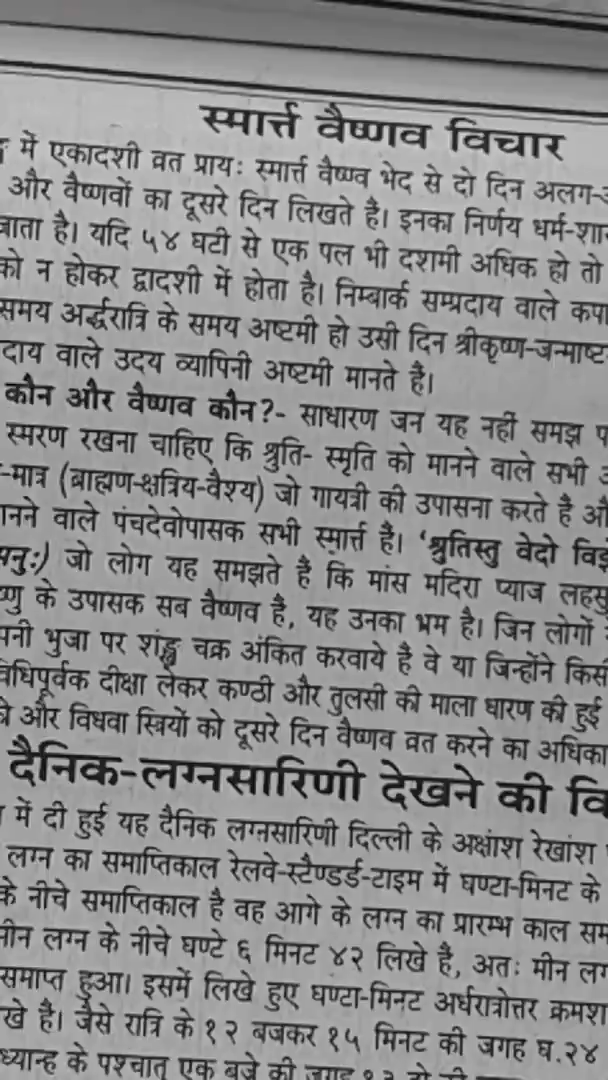 स्मार्त्त वैष्णव विचार
में एकादशी व्रत प्रायः स्मार्त्त वैष्णव भेद से दो दिन अलग-
और वैष्णवों का दूसरे दिन लिखते है। इनका निर्णय धर्म-शा
जाता है। यदि ५४ घटी से एक पल भी दशमी अधिक हो तो
को न होकर द्वादशी में होता है। निम्बार्क सम्प्रदाय वाले कपा
समय अर्द्धरात्रि के समय अष्टमी हो उसी दिन श्रीकृष्ण-जन्माष्ट
दाय वाले उदय व्यापिनी अष्टमी मानते है।
कौन और वैष्णव कौन?- साधारण जन यह नहीं समझ प
स्मरण रखना चाहिए कि श्रुति- स्मृति को मानने वाले सभी
-मात्र (ब्राह्मण-क्षत्रिय-वैश्य) जो गायत्री की उपासना करते है औ
ानने वाले पंचदेवोपासक सभी स्मार्त्त है। 'श्रुतिस्तु वेदो
मनुः) जो लोग यह समझते है कि मांस मदिरा प्याज लहसु
ष्णु के उपासक सब वैष्णव है, यह उनका भ्रम है। जिन लोगों
पनी भुजा पर शंङ्ख चक्र अंकित करवाये है वे या जिन्होंने किसी
विधिपूर्वक दीक्षा लेकर कण्ठी और तुलसी की माला धारण की हुई
और विधवा स्त्रियों को दूसरे दिन वैष्णव व्रत करने का अधिका
दैनिक-लग्नसारिणी देखने की वि
में दी हुई यह दैनिक लग्नसारिणी दिल्ली के अक्षांश रेखांश
लग्न का समाप्तिकाल रेलवे-स्टैण्डर्ड-टाइम में घण्टा-मिनट के
के नीचे समाप्तिकाल है वह आगे के लग्न का प्रारम्भ काल सम
मीन लग्न के नीचे घण्टे ६ मिनट ४२ लिखे है, अतः मीन लग
समाप्त हुआ। इसमें लिखे हुए घण्टा-मिनट अर्धरात्रोत्तर क्रमश
खे है। जैसे रात्रि के १२ बजकर १५ मिनट की जगह घ.२४
ध्यान्ह के पश्चात् एक बजे की जगह १३